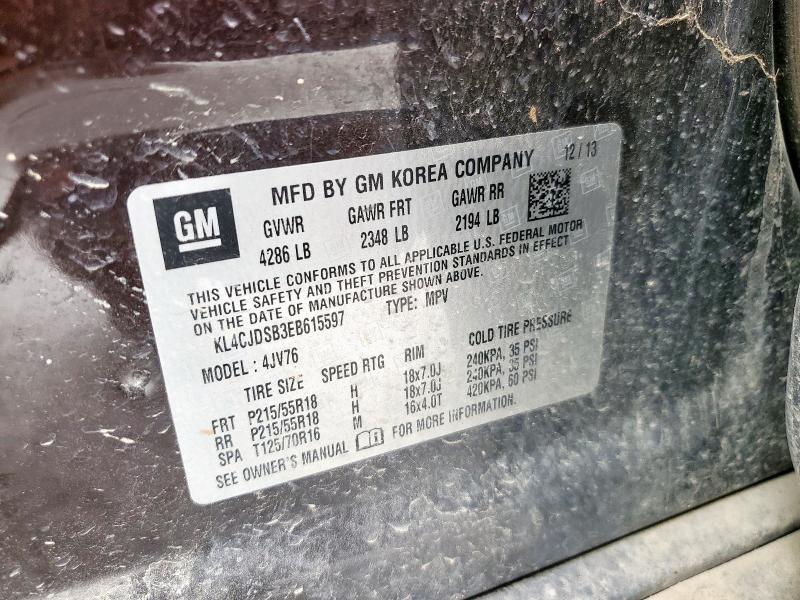 MFD BY GM KOREA COMPANY 12/13
GM
GVWR GAWR FRT GAWR RR
4286 LB 2348 LB 2194 LB
THIS VEHICLE CONFORMS TO ALL APPLICABLE U.S. FEDERAL MOTOR
VEHICLE SAFETY AND THEFT PREVENTION STANDARDS IN EFFECT
ON THE DATE OF MANUFACTURE SHOWN ABOVE.
KL4CJDSB3EB615597 TYPE: MPV
MODEL : 4JV76
TIRE SIZE SPEED RTG RIM COLD TIRE PRESSURE
FRT P215/55R18 H 18x7.0J 240KPA, 35 PSI
RR P215/55R18 H 18x7.0J 240KPA, 35 PSI
SPA T125/70R16 M 16x4.0T 420KPA, 60 PSI
SEE OWNER'S MANUAL FOR MORE INFORMATION.